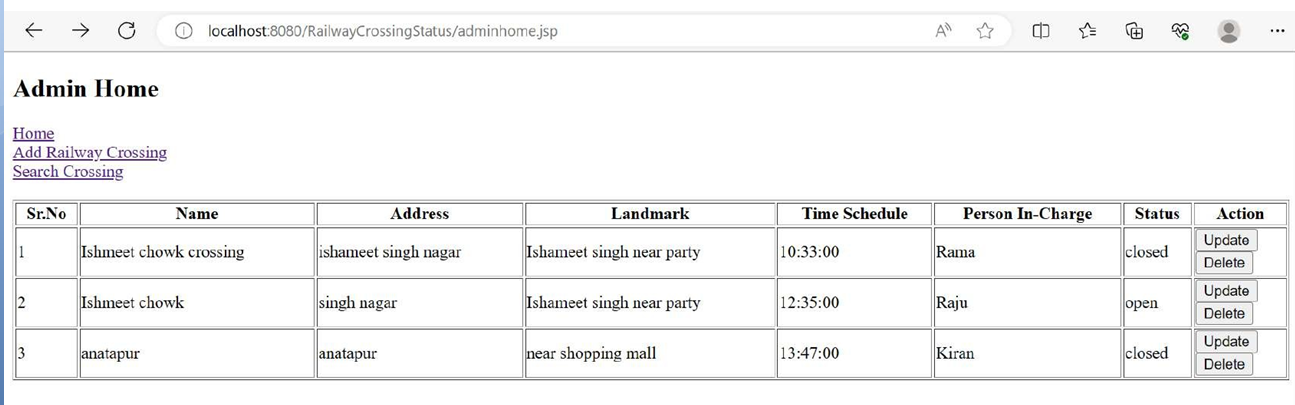 localhost:8080/RailwayCrossingStatus/adminhome.jsp
Admin Home
Home
Add Railway Crossing
Search Crossing
Sr.No Name Address Landmark Time Schedule Person In-Charge Status Action
1 Ishmeet chowk crossing ishameet singh nagar Ishameet singh near party 10:33:00 Rama closed Update
Delete
2 Ishmeet chowk singh nagar Ishameet singh near party 12:35:00 Raju open Update
Delete
3 anatapur anatapur near shopping mall 13:47:00 Kiran closed Update
Delete